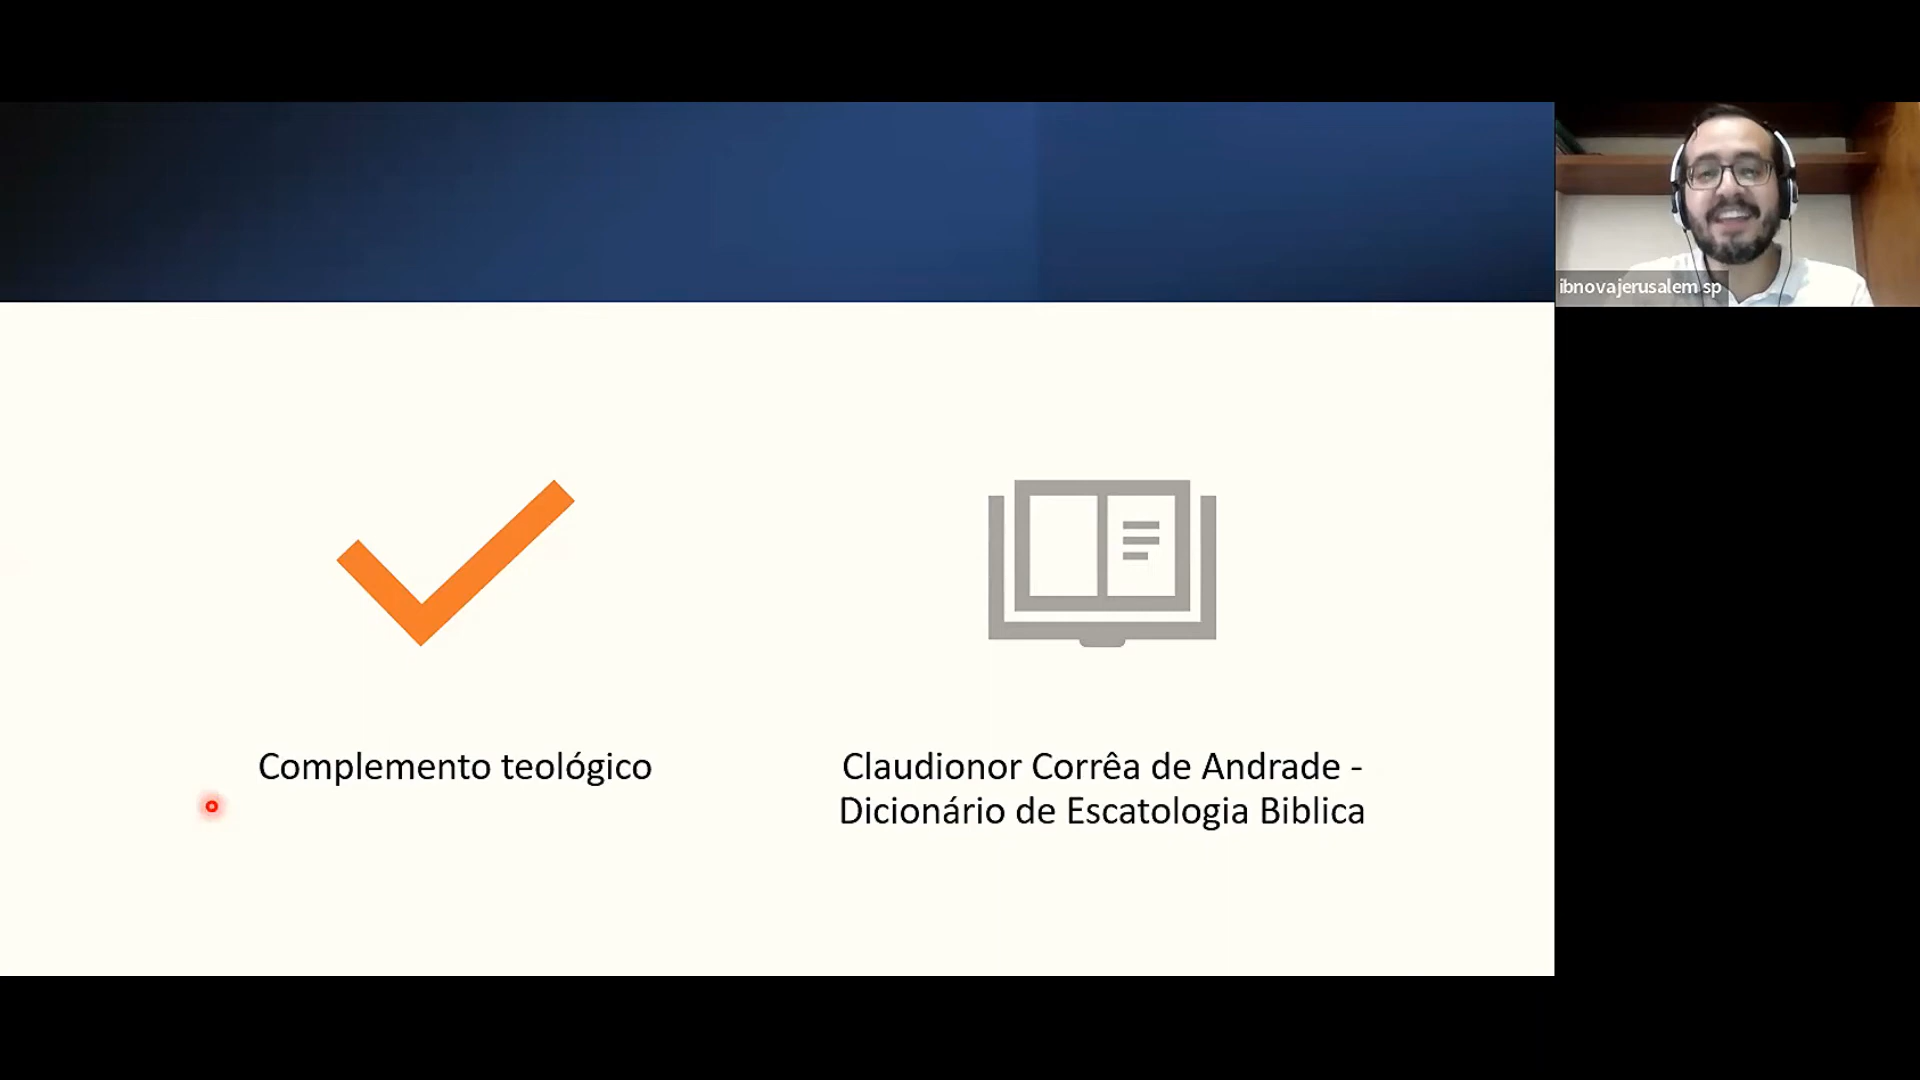 ibnovajerusalem sp
Complemento teológico
Claudionor Corrêa de Andrade -
Dicionário de Escatologia Biblica